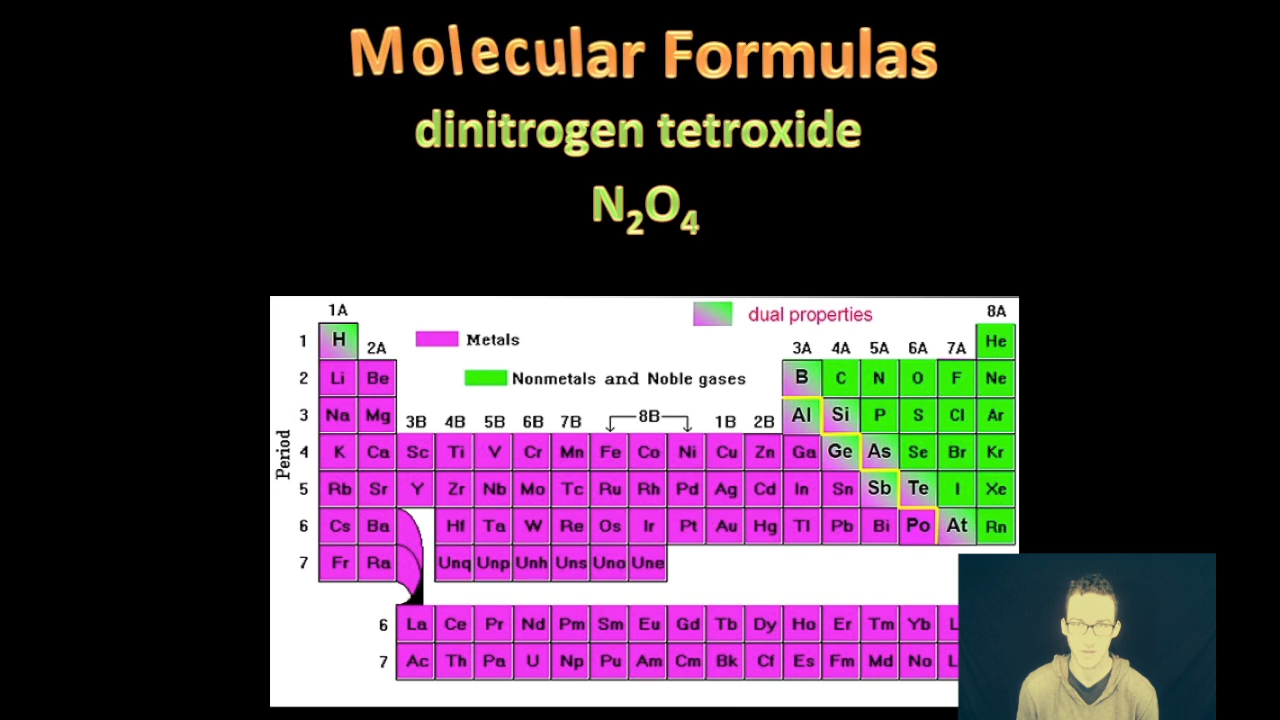 Molecular Formulas
dinitrogen tetroxide
N₂O₄
1A dual properties 8A
1 H 2A Metals 3A 4A 5A 6A 7A He
2 Li Be Nonmetals and Noble gases B C N O F Ne
3 Na Mg 3B 4B 5B 6B 7B 8B 1B 2B Al Si P S Cl Ar
Period
4 K Ca Sc Ti V Cr Mn Fe Co Ni Cu Zn Ga Ge As Se Br Kr
5 Rb Sr Y Zr Nb Mo Tc Ru Rh Pd Ag Cd In Sn Sb Te I Xe
6 Cs Ba Hf Ta W Re Os Ir Pt Au Hg Tl Pb Bi Po At Rn
7 Fr Ra Unq Unp Unh Uns Uno Une
6 La Ce Pr Nd Pm Sm Eu Gd Tb Dy Ho Er Tm Yb
7 Ac Th Pa U Np Pu Am Cm Bk Cf Es Fm Md No